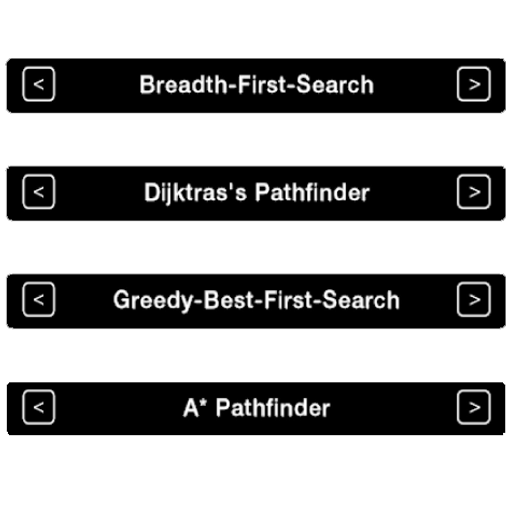 < Breadth-First-Search >
< Dijktras's Pathfinder >
< Greedy-Best-First-Search >
< A* Pathfinder >